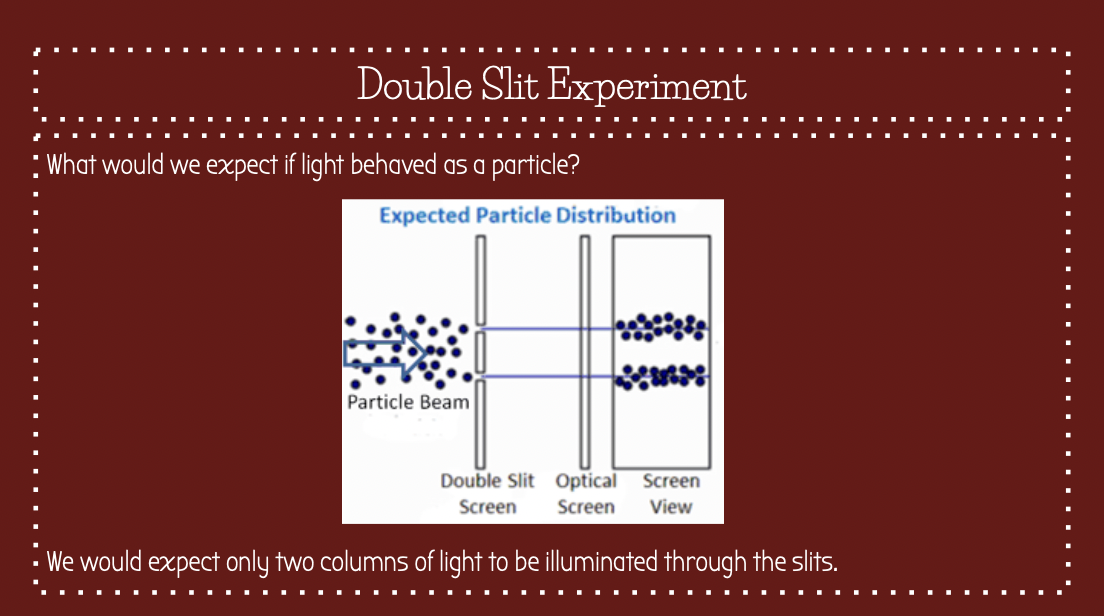 Double Slit Experiment
What would we expect if light behaved as a particle?
Expected Particle Distribution
Particle Beam
Double Slit
Screen
Optical
Screen
Screen
View
We would expect only two columns of light to be illuminated through the slits.